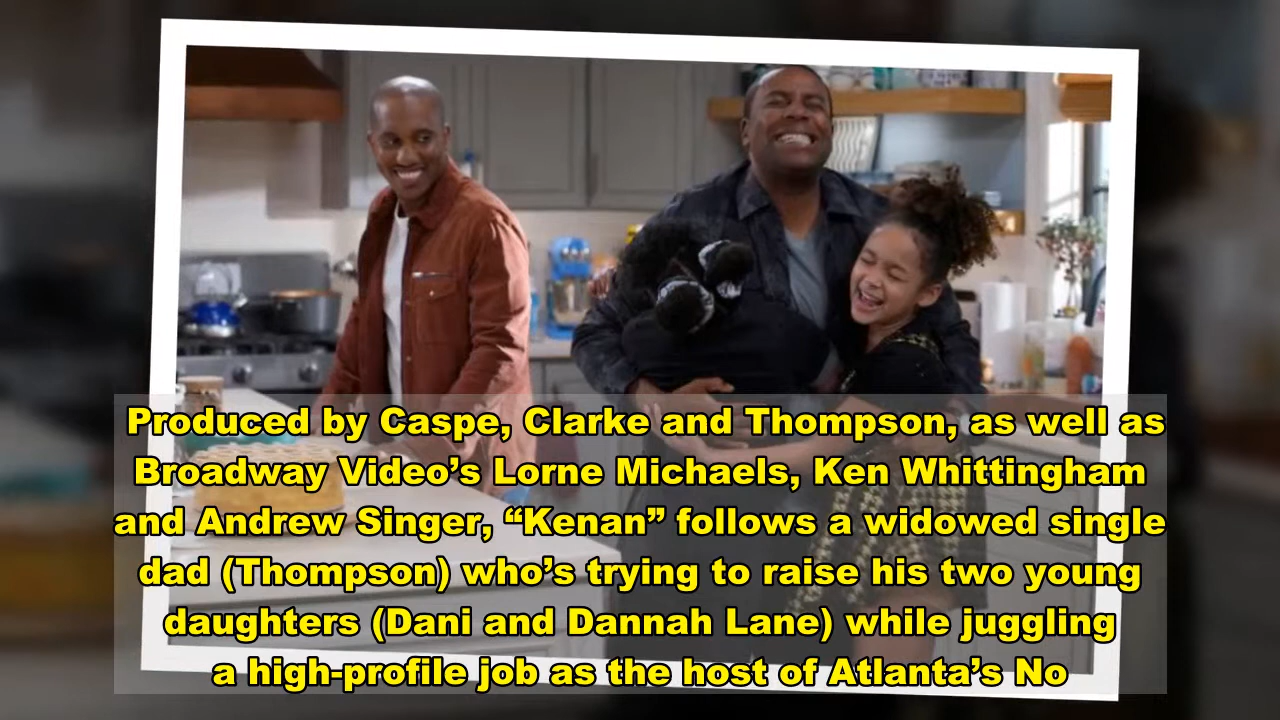 Produced by Caspe, Clarke and Thompson, as well as
Broadway Video’s Lorne Michaels, Ken Whittingham
and Andrew Singer, “Kenan” follows a widowed single
dad (Thompson) who’s trying to raise his two young
daughters (Dani and Dannah Lane) while juggling
a high-profile job as the host of Atlanta’s No